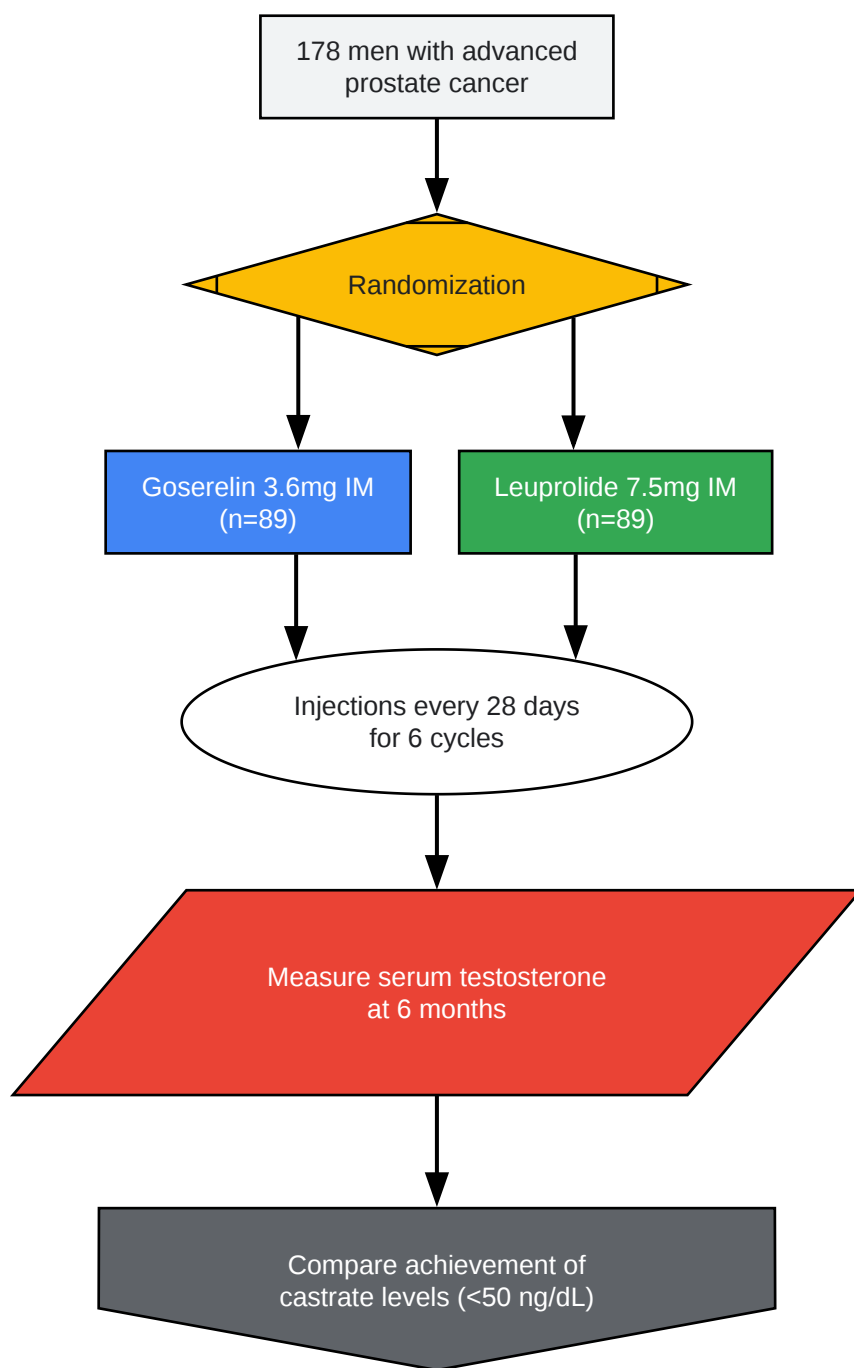 178 men with advanced
prostate cancer
Randomization
Goserelin 3.6mg IM
(n=89)
Leuprolide 7.5mg IM
(n=89)
Injections every 28 days
for 6 cycles
Measure serum testosterone
at 6 months
Compare achievement of
castrate levels (<50 ng/dL)